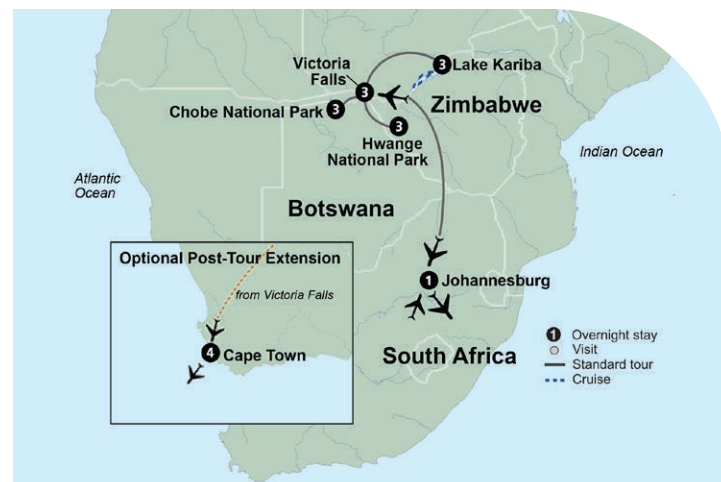 Victoria
Falls
3
3
Lake Kariba
Zimbabwe
Chobe National Park
3
3
Hwange
National Park
Indian Ocean
Atlantic
Ocean
Botswana
Optional Post-Tour Extension
from Victoria Falls
1
Johannesburg
4
Cape Town
South Africa
1 Overnight stay
Visit
Standard tour
Cruise